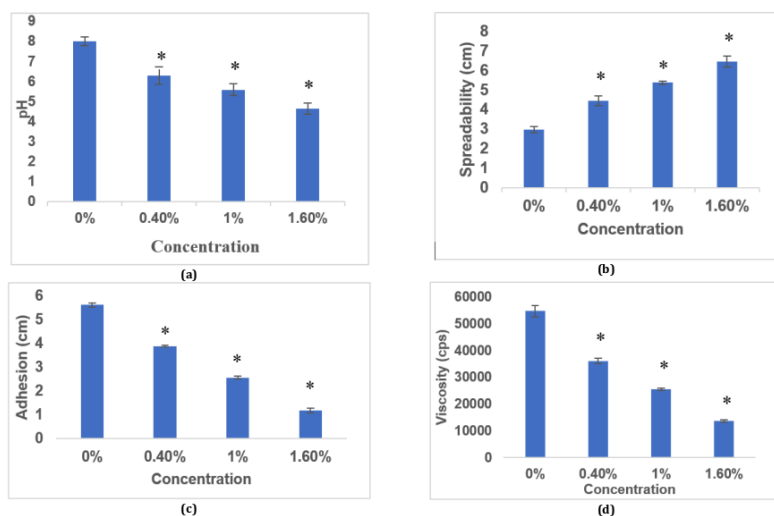 9
8
7
6
5
4
3
2
1
0
pH
* * *
0% 0.40% 1% 1.60%
Concentration
(a)
8
7
6
5
4
3
2
1
0
Spreadability (cm)
* * *
0% 0.40% 1% 1.60%
Concentration
(b)
6
5
4
3
2
1
0
Adhesion (cm)
* * *
0% 0.40% 1% 1.60%
Concentration
(c)
60000
50000
40000
30000
20000
10000
0
Viscosity (cps)
* * *
0% 0.40% 1% 1.60%
Concentration
(d)